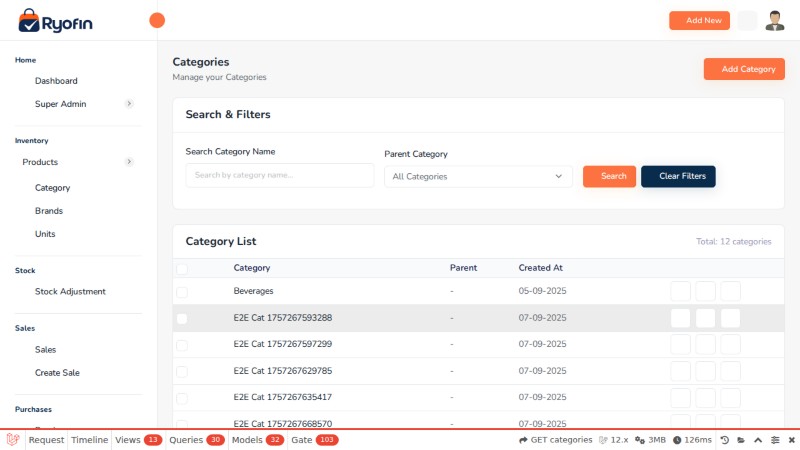 Ryofin
Add New
Home
Dashboard
Super Admin
Inventory
Products
Category
Brands
Units
Stock
Stock Adjustment
Sales
Sales
Create Sale
Purchases
Categories
Manage your Categories
Add Category
Search & Filters
Search Category Name
Parent Category
Search by category name...
All Categories
Search
Clear Filters
Category List
Total: 12 categories
Category Parent Created At
Beverages - 05-09-2025
E2E Cat 1757267593288 - 07-09-2025
E2E Cat 1757267597299 - 07-09-2025
E2E Cat 1757267629785 - 07-09-2025
E2E Cat 1757267635417 - 07-09-2025
E2E Cat 1757267668570 - 07-09-2025
Request Timeline Views 13 Queries 30 Models 32 Gate 103 GET categories 12.x 3MB 126ms